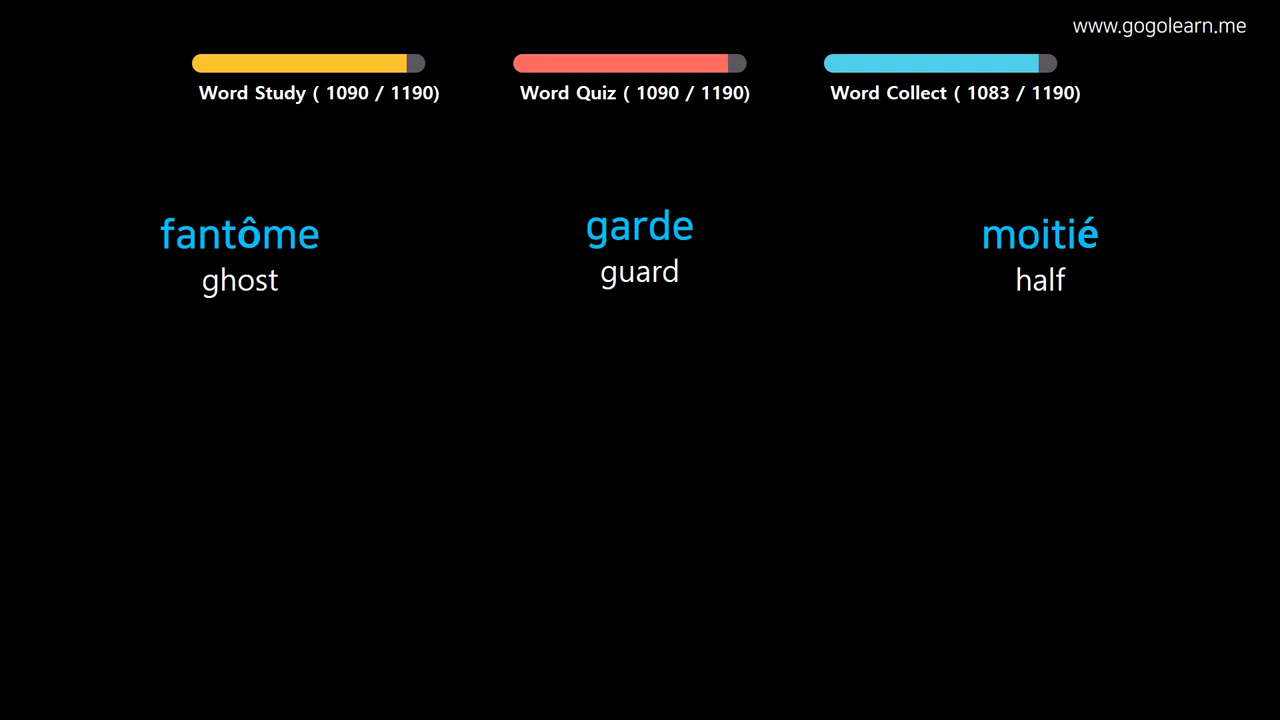 www.gogolearn.me
Word Study ( 1090 / 1190)
Word Quiz ( 1090 / 1190)
Word Collect ( 1083 / 1190)
fantôme
ghost
garde
guard
moitié
half